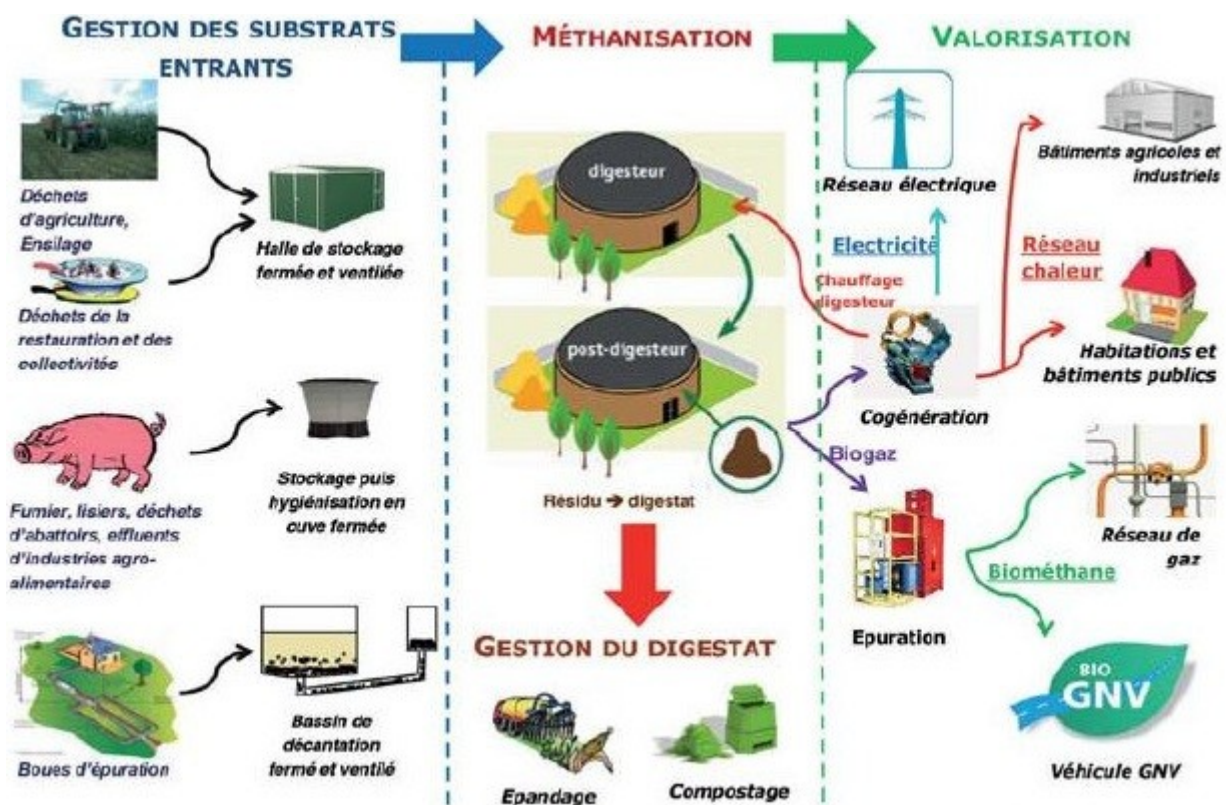 GESTION DES SUBSTRATS
ENTRANTS
Déchets
d'agriculture,
Ensilage
Halle de stockage
fermée et ventilée
Déchets de la
restauration et des
collectivités
Fumier, lisiers, déchets
d'abattoirs, effluents
d'industries agro-
alimentaires
Stockage puis
hygiénisation en
cuve fermée
Boues d'épuration
Bassin de
décantation
fermé et ventilé
MÉTHANISATION
digesteur
post-digesteur
Résidu → digestat
GESTION DU DIGESTAT
Epandage
Compostage
VALORISATION
Réseau électrique
Bâtiments agricoles et
industriels
Electricité
Chauffage
digesteur
Réseau
chaleur
Cogénération
Habitations et
bâtiments publics
Biogaz
Epuration
Biométhane
Réseau de
gaz
BIO
GNV
Véhicule GNV